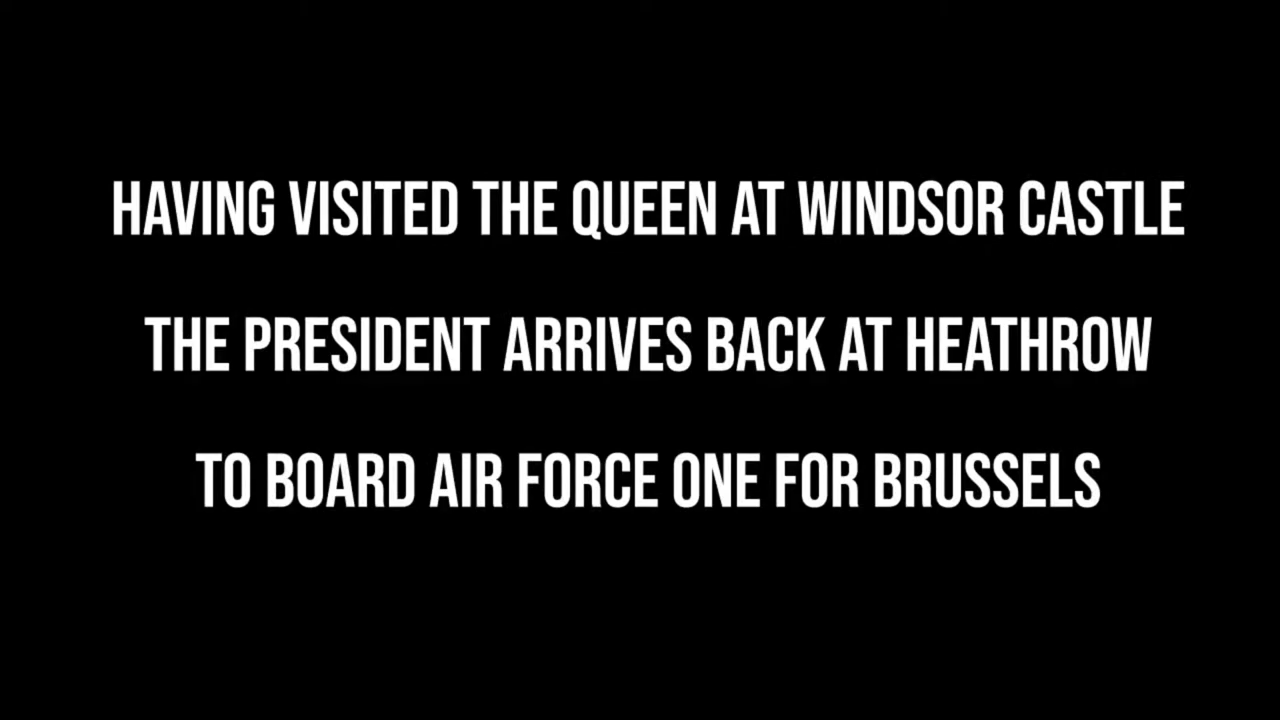 HAVING VISITED THE QUEEN AT WINDSOR CASTLE
THE PRESIDENT ARRIVES BACK AT HEATHROW
TO BOARD AIR FORCE ONE FOR BRUSSELS